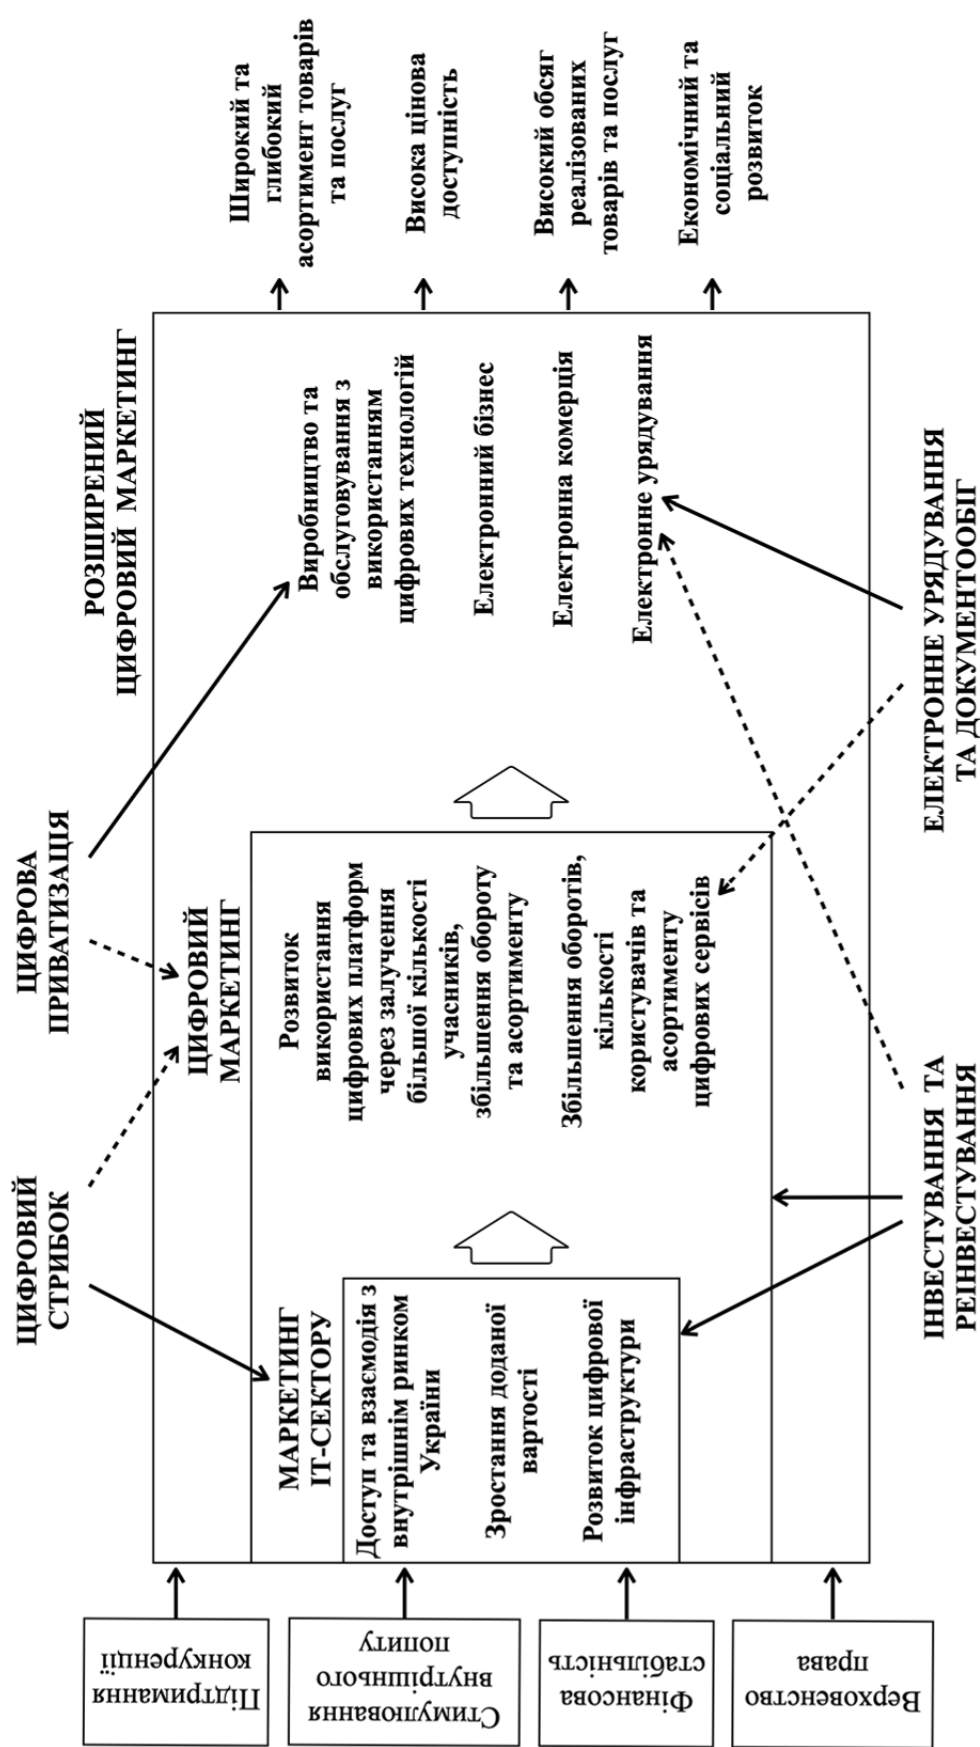 ЦИФРОВИЙ
СТРИБОК
ЦИФРОВА
ПРИВАТИЗАЦІЯ
РОЗШИРЕНИЙ
ЦИФРОВИЙ МАРКЕТИНГ
ЦИФРОВИЙ
МАРКЕТИНГ
МАРКЕТИНГ
ІТ-СЕКТОРУ
Підтримання
конкуренції
Стимулювання
внутрішнього
попиту
Фінансова
стабільність
Верховенство
права
Доступ та взаємодія з
внутрішнім ринком
України
Зростання доданої
вартості
Розвиток цифрової
інфраструктури
Розвиток
використання
цифрових платформ
через залучення
більшої кількості
учасників,
збільшення обороту
та асортименту
Збільшення оборотів,
кількості
користувачів та
асортименту
цифрових сервісів
Виробництво та
обслуговування з
використанням
цифрових технологій
Електронний бізнес
Електронна комерція
Електронне урядування
Широкий та
глибокий
асортимент товарів
та послуг
Висока цінова
доступність
Високий обсяг
реалізованих
товарів та послуг
Економічний та
соціальний
розвиток
ІНВЕСТУВАННЯ ТА
РЕІНВЕСТУВАННЯ
ЕЛЕКТРОННЕ УРЯДУВАННЯ
ТА ДОКУМЕНТООБІГ